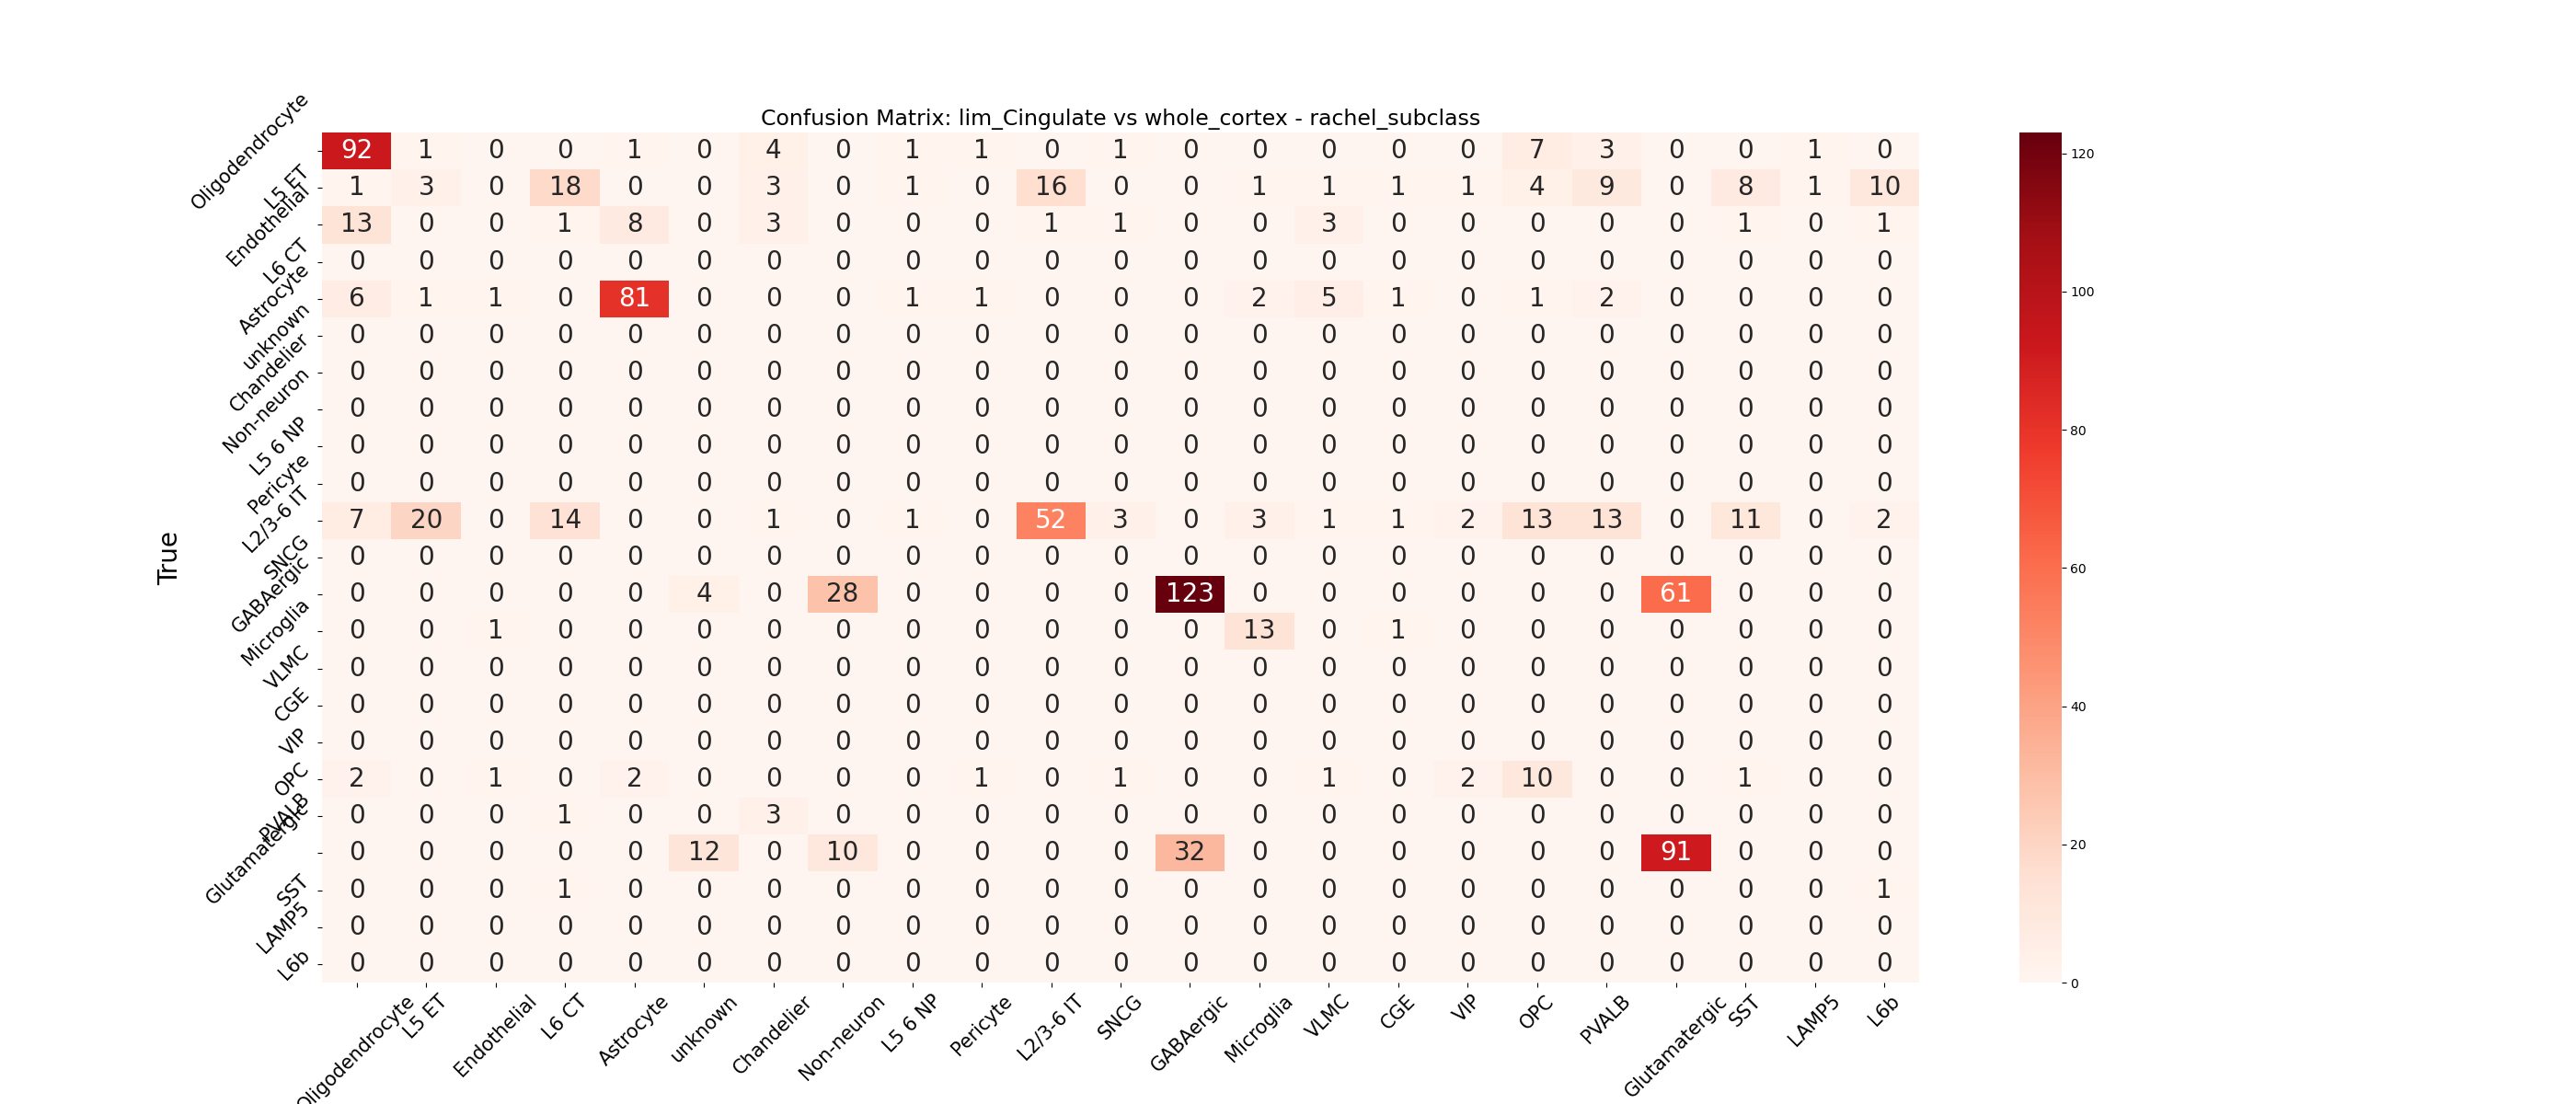 Confusion Matrix: lim_Cingulate vs whole_cortex - rachel_subclass
True
Oligodendrocyte 92 1 0 0 1 0 4 0 1 1 0 1 0 0 0 0 0 7 3 0 0 1 0
L5 ET 1 3 0 18 0 0 3 0 1 0 16 0 0 1 1 1 1 4 9 0 8 1 10
Endothelial 13 0 0 1 8 0 3 0 0 0 1 1 0 0 3 0 0 0 0 0 1 0 1
L6 CT 0 0 0 0 0 0 0 0 0 0 0 0 0 0 0 0 0 0 0 0 0 0 0
Astrocyte 6 1 1 0 81 0 0 0 1 1 0 0 0 2 5 1 0 1 2 0 0 0 0
unknown 0 0 0 0 0 0 0 0 0 0 0 0 0 0 0 0 0 0 0 0 0 0 0
Chandelier 0 0 0 0 0 0 0 0 0 0 0 0 0 0 0 0 0 0 0 0 0 0 0
Non-neuron 0 0 0 0 0 0 0 0 0 0 0 0 0 0 0 0 0 0 0 0 0 0 0
L5 6 NP 0 0 0 0 0 0 0 0 0 0 0 0 0 0 0 0 0 0 0 0 0 0 0
Pericyte 0 0 0 0 0 0 0 0 0 0 0 0 0 0 0 0 0 0 0 0 0 0 0
L2/3-6 IT 7 20 0 14 0 0 1 0 1 0 52 3 0 3 1 1 2 13 13 0 11 0 2
SNCG 0 0 0 0 0 0 0 0 0 0 0 0 0 0 0 0 0 0 0 0 0 0 0
GABAergic 0 0 0 0 0 4 0 28 0 0 0 0 123 0 0 0 0 0 0 61 0 0 0
Microglia 0 0 1 0 0 0 0 0 0 0 0 0 0 13 0 1 0 0 0 0 0 0 0
VLMC 0 0 0 0 0 0 0 0 0 0 0 0 0 0 0 0 0 0 0 0 0 0 0
CGE 0 0 0 0 0 0 0 0 0 0 0 0 0 0 0 0 0 0 0 0 0 0 0
VIP 0 0 0 0 0 0 0 0 0 0 0 0 0 0 0 0 0 0 0 0 0 0 0
OPC 2 0 1 0 2 0 0 0 0 1 0 1 0 0 1 0 2 10 0 0 1 0 0
PVALB 0 0 0 1 0 0 3 0 0 0 0 0 0 0 0 0 0 0 0 0 0 0 0
Glutamatergic 0 0 0 0 0 12 0 10 0 0 0 0 32 0 0 0 0 0 0 91 0 0 0
SST 0 0 0 1 0 0 0 0 0 0 0 0 0 0 0 0 0 0 0 0 0 0 1
LAMP5 0 0 0 0 0 0 0 0 0 0 0 0 0 0 0 0 0 0 0 0 0 0 0
L6b 0 0 0 0 0 0 0 0 0 0 0 0 0 0 0 0 0 0 0 0 0 0 0
Oligodendrocyte L5 ET Endothelial L6 CT Astrocyte unknown Chandelier Non-neuron L5 6 NP Pericyte L2/3-6 IT SNCG GABAergic Microglia VLMC CGE VIP OPC PVALB Glutamatergic SST LAMP5 L6b
120
100
80
60
40
20
0